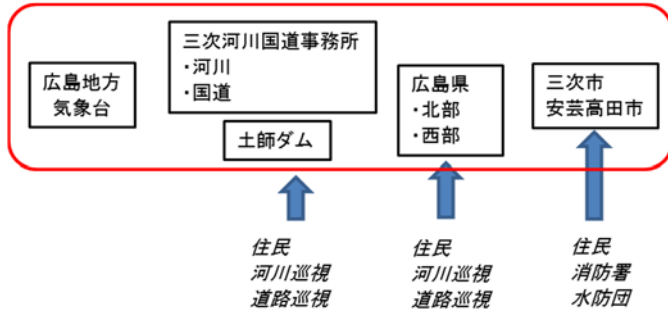 広島地方
気象台
三次河川国道事務所
・河川
・国道
土師ダム
広島県
・北部
・西部
三次市
安芸高田市
住民
河川巡視
道路巡視
住民
河川巡視
道路巡視
住民
消防署
水防団